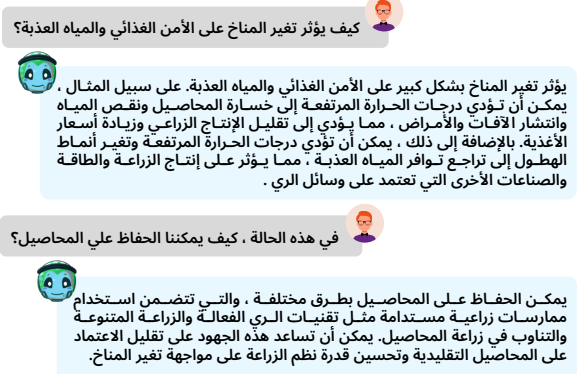 كيف يؤثر تغير المناخ على الأمن الغذائي والمياه العذبة؟
يؤثر تغير المناخ بشكل كبير على الأمن الغذائي والمياه العذبة. على سبيل المثال ،
يمكن أن تؤدي درجات الحرارة المرتفعة إلى خسارة المحاصيل ونقص المياه
وانتشار الآفات والأمراض ، مما يؤدي إلى تقليل الإنتاج الزراعي وزيادة أسعار
الأغذية. بالإضافة إلى ذلك ، يمكن أن تؤدي درجات الحرارة المرتفعة وتغير أنماط
الهطول إلى تراجع توافر المياه العذبة ، مما يؤثر على إنتاج الزراعة والطاقة
والصناعات الأخرى التي تعتمد على وسائل الري .
في هذه الحالة ، كيف يمكننا الحفاظ علي المحاصيل؟
يمكن الحفاظ على المحاصيل بطرق مختلفة ، والتي تتضمن استخدام
ممارسات زراعية مستدامة مثل تقنيات الري الفعالة والزراعة المتنوعة
والتناوب في زراعة المحاصيل. يمكن أن تساعد هذه الجهود على تقليل الاعتماد
على المحاصيل التقليدية وتحسين قدرة نظم الزراعة على مواجهة تغير المناخ.